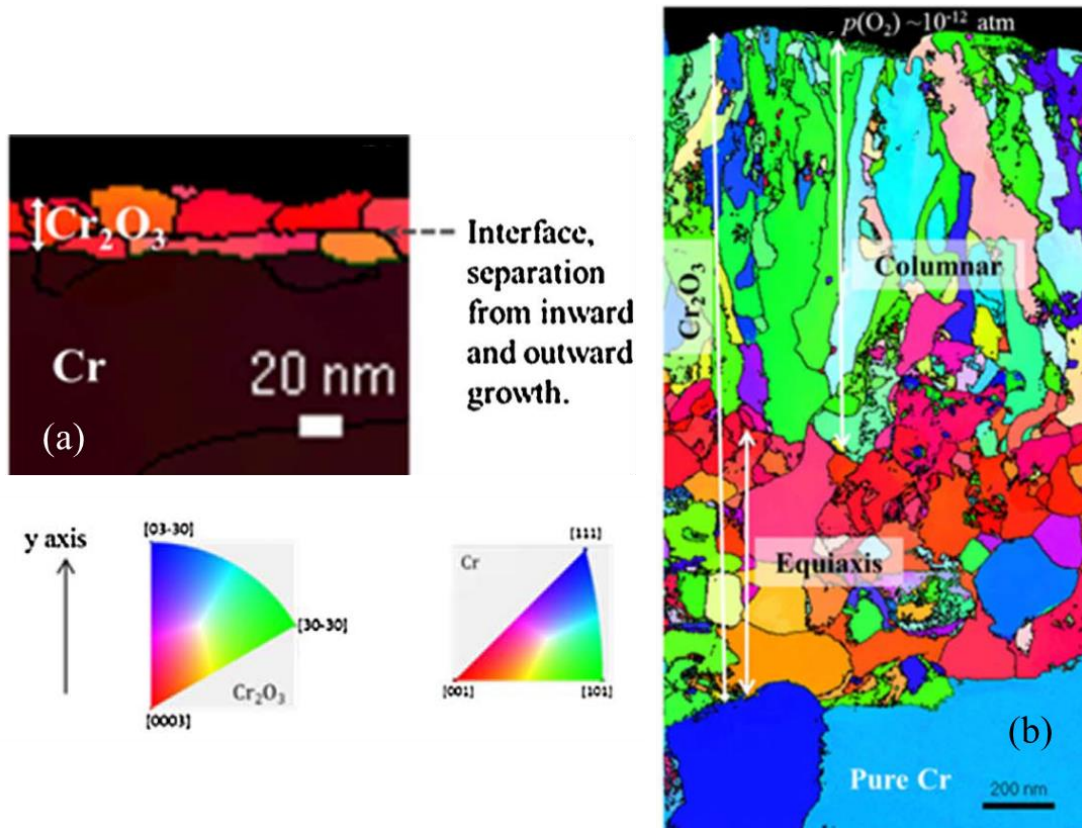 Cr₂O₃
Cr
20 nm
(a)
Interface,
separation
from inward
and outward
growth.
y axis
[03-30]
[30-30]
Cr₂O₃
[0003]
[111]
Cr
[001]
[101]
p(O₂) ~10⁻¹² atm
Cr₂O₃
Columnar
Equiaxis
(b)
Pure Cr
200 nm